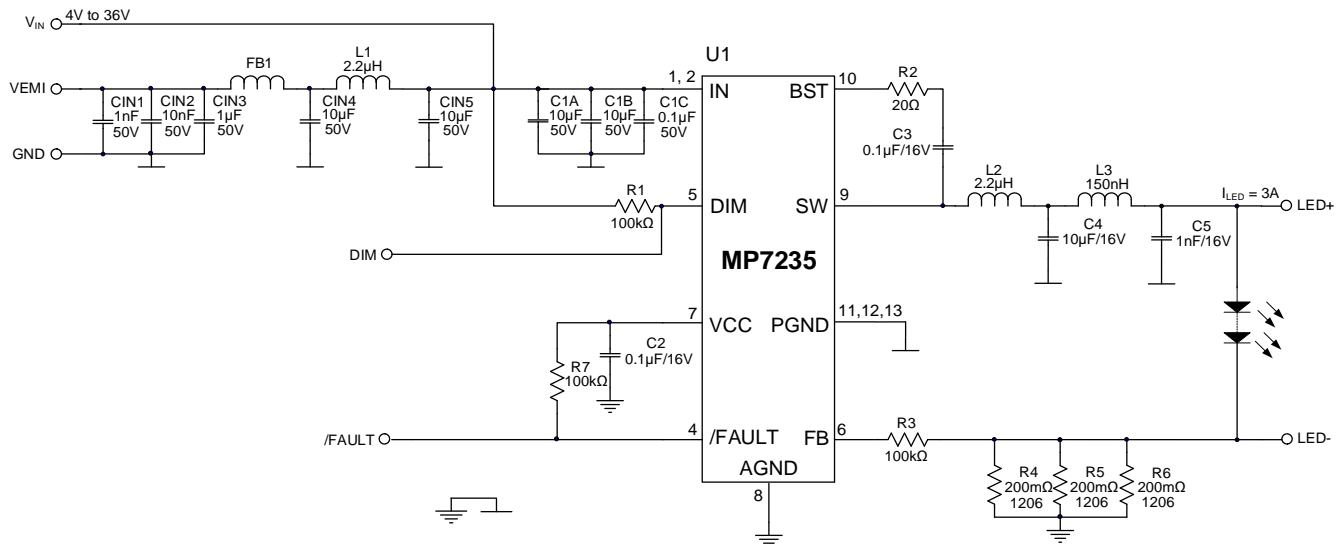 V_IN 4V to 36V
VEMI
GND
CIN1
1nF
50V
CIN2
10nF
50V
CIN3
1µF
50V
FB1
CIN4
10µF
50V
L1
2.2µH
CIN5
10µF
50V
C1A
10µF
50V
C1B
10µF
50V
C1C
0.1µF
50V
R1
100kΩ
DIM
R7
100kΩ
C2
0.1µF/16V
/FAULT
U1
1, 2
IN
BST
10
5
DIM
SW
9
MP7235
7
VCC
PGND
11,12,13
4
/FAULT
FB
6
AGND
8
R2
20Ω
C3
0.1µF/16V
L2
2.2µH
L3
150nH
C4
10µF/16V
C5
1nF/16V
I_LED = 3A
LED+
R3
100kΩ
R4
200mΩ
1206
R5
200mΩ
1206
R6
200mΩ
1206
LED-